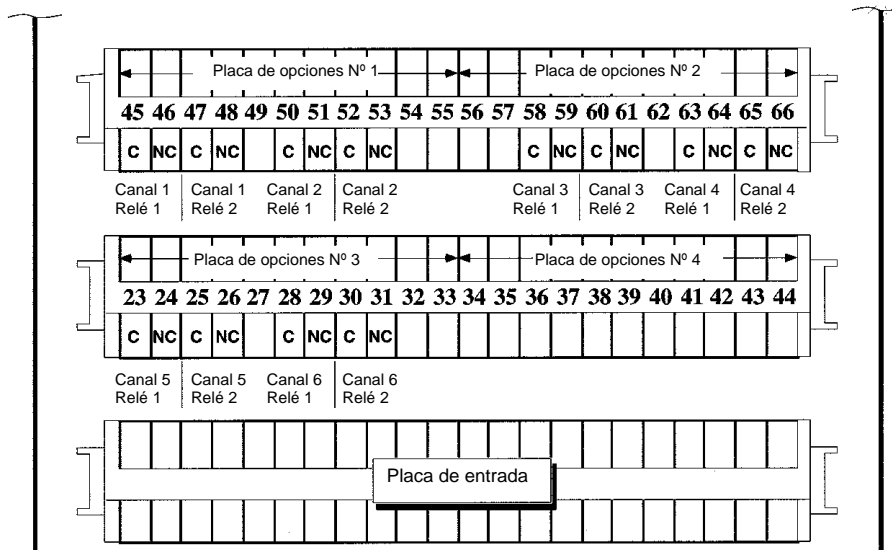 Placa de opciones Nº 1 Placa de opciones Nº 2
45 46 47 48 49 50 51 52 53 54 55 56 57 58 59 60 61 62 63 64 65 66
C NC C NC C NC C NC C NC C NC C NC C NC
Canal 1 Canal 1 Canal 2 Canal 2 Canal 3 Canal 3 Canal 4 Canal 4
Relé 1 Relé 2 Relé 1 Relé 2 Relé 1 Relé 2 Relé 1 Relé 2
Placa de opciones Nº 3 Placa de opciones Nº 4
23 24 25 26 27 28 29 30 31 32 33 34 35 36 37 38 39 40 41 42 43 44
C NC C NC C NC C NC
Canal 5 Canal 5 Canal 6 Canal 6
Relé 1 Relé 2 Relé 1 Relé 2
Placa de entrada